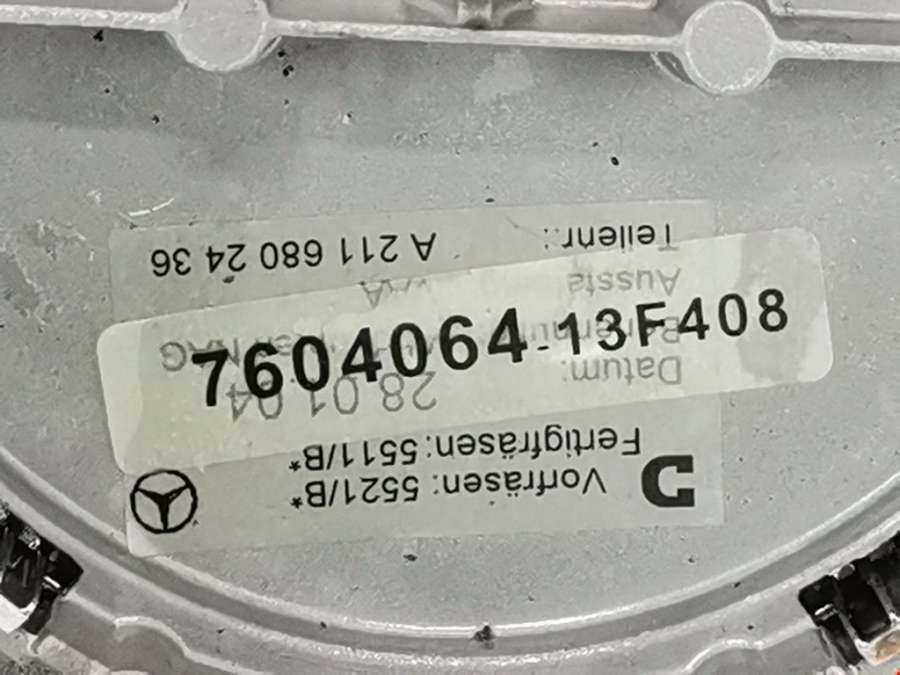 7604064-13F408
Vorfräsen: 5521/B*
Fertigfräsen: 5511/B*
Datum: 28.01.04
Teilenr.: A 211 680 24 36